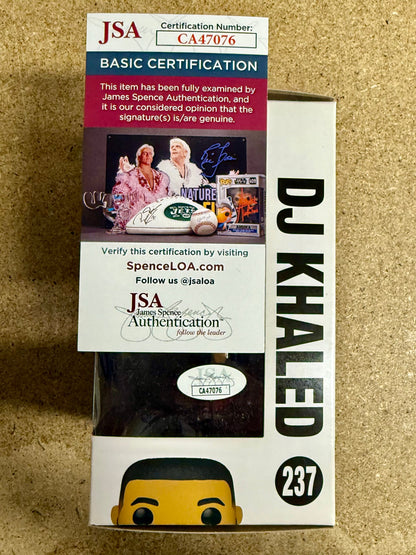 JSA
Certification Number:
CA47076
BASIC CERTIFICATION
This item has been fully examined by
James Spence Authentication, and
it is our considered opinion that the
signature(s) is/are genuine.
NATURE
JETS
Verify this certification by visiting
SpenceLOA.com
Follow us @jsaloa
JSA
James Spence
Authentication
follow the leader
CA47076
DJ KHALED
237